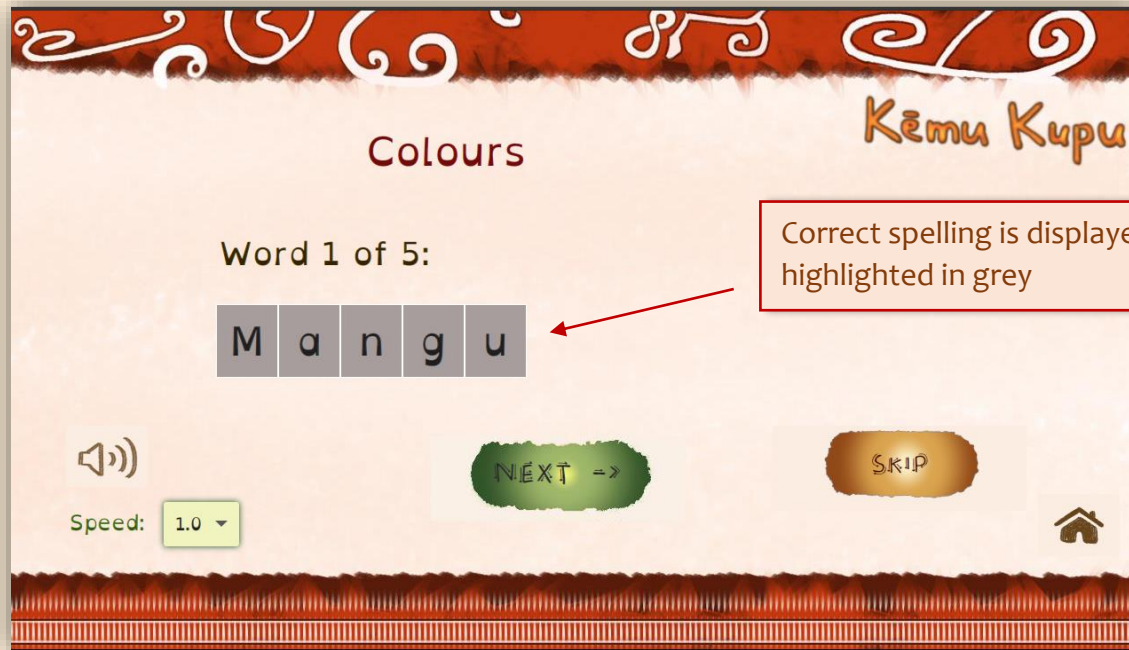 Kēmu Kupu
Colours
Correct spelling is displaye
highlighted in grey
Word 1 of 5:
M a n g u
NEXT ->
SKIP
Speed: 1.0